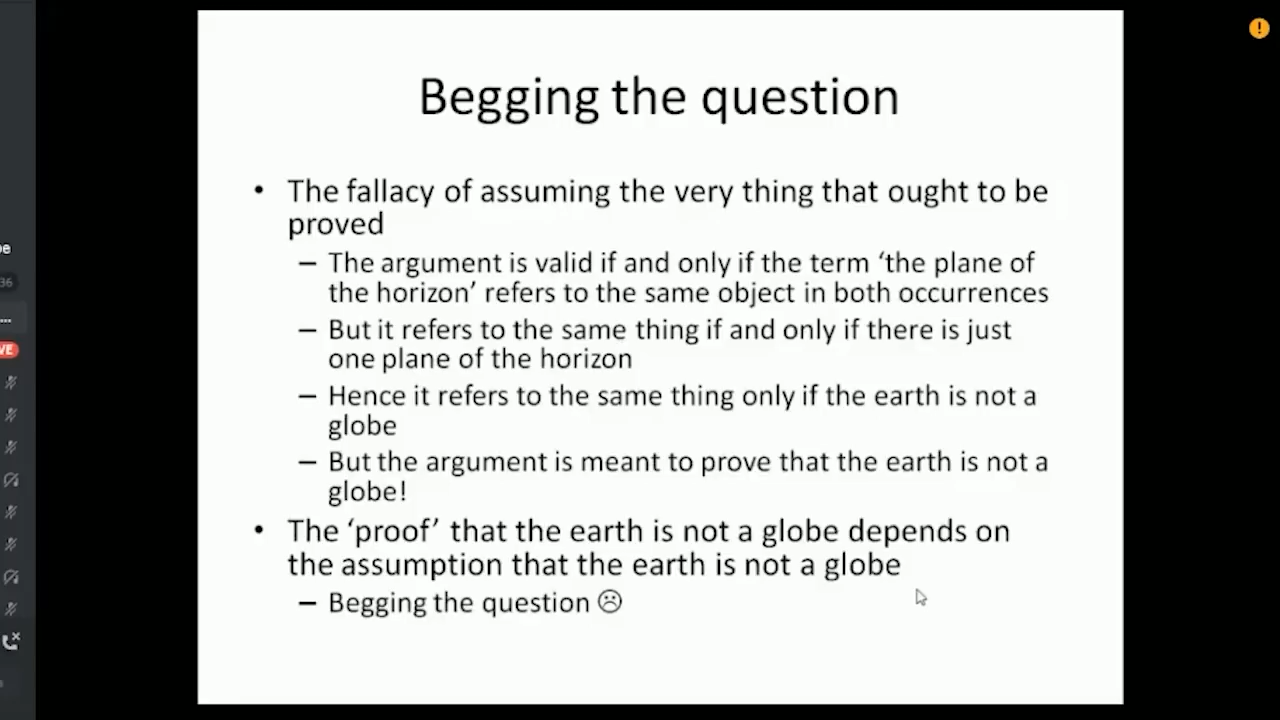 Begging the question
• The fallacy of assuming the very thing that ought to be
proved
– The argument is valid if and only if the term ‘the plane of
the horizon’ refers to the same object in both occurrences
– But it refers to the same thing if and only if there is just
one plane of the horizon
– Hence it refers to the same thing only if the earth is not a
globe
– But the argument is meant to prove that the earth is not a
globe!
• The ‘proof’ that the earth is not a globe depends on
the assumption that the earth is not a globe
– Begging the question ☹